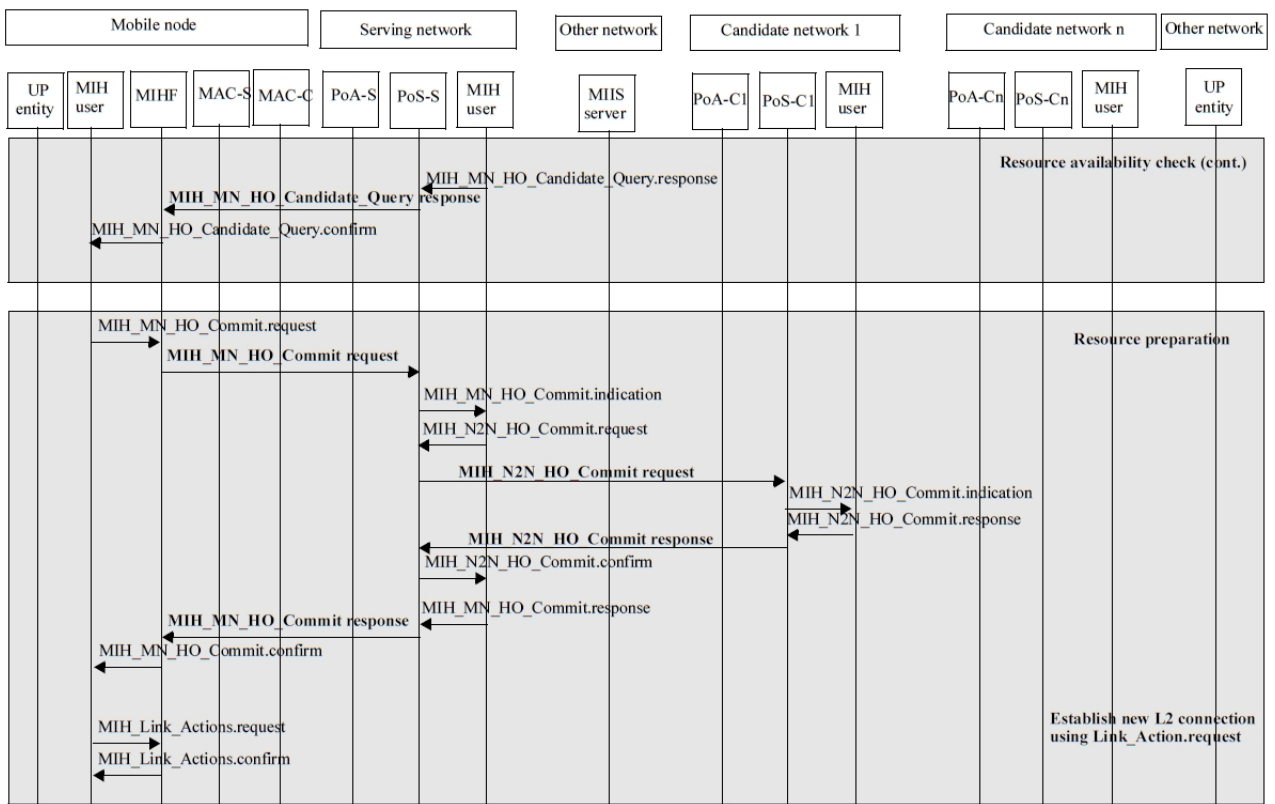 Mobile node
Serving network
Other network
Candidate network 1
Candidate network n
Other network
UP
entity
MIH
user
MIHF
MAC-S
MAC-C
PoA-S
PoS-S
MIH
user
MIIS
server
PoA-C1
PoS-C1
MIH
user
PoA-Cn
PoS-Cn
MIH
user
UP
entity
Resource availability check (cont.)
MIH_MN_HO_Candidate_Query.response
MIH_MN_HO_Candidate_Query response
MIH_MN_HO_Candidate_Query.confirm
MIH_MN_HO_Commit.request
Resource preparation
MIH_MN_HO_Commit request
MIH_MN_HO_Commit.indication
MIH_N2N_HO_Commit.request
MIH_N2N_HO_Commit request
MIH_N2N_HO_Commit.indication
MIH_N2N_HO_Commit.response
MIH_N2N_HO_Commit response
MIH_N2N_HO_Commit.confirm
MIH_MN_HO_Commit.response
MIH_MN_HO_Commit response
MIH_MN_HO_Commit.confirm
MIH_Link_Actions.request
Establish new L2 connection
using Link_Action.request
MIH_Link_Actions.confirm